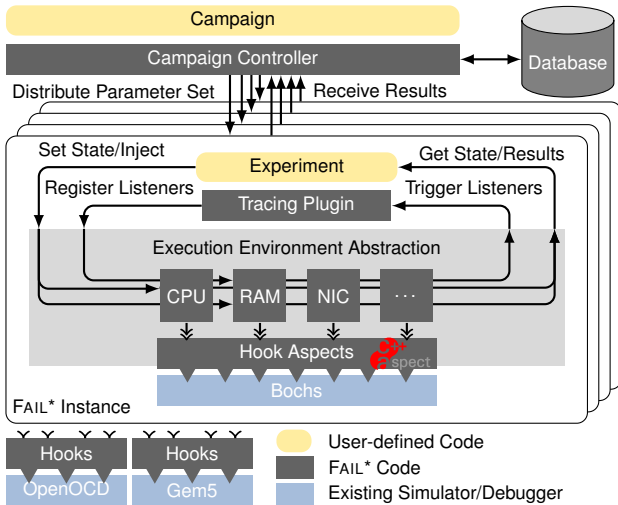 Campaign
Campaign Controller
Database
Distribute Parameter Set
Receive Results
Set State/Inject
Experiment
Get State/Results
Register Listeners
Tracing Plugin
Trigger Listeners
Execution Environment Abstraction
CPU
RAM
NIC
...
Hook Aspects
aspect
C++
Bochs
FAIL* Instance
Hooks
Hooks
OpenOCD
Gem5
User-defined Code
FAIL* Code
Existing Simulator/Debugger